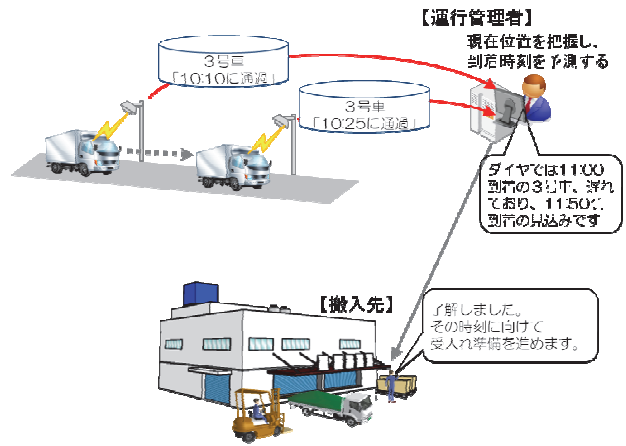 【運行管理者】
現在位置を把握し、
到着時刻を予測する
3号車
「10:10に通過」
3号車
「10:25に通過」
ダイヤでは11:00
到着の3号車、遅れ
ており、11:50に
到着の見込みです
【搬入先】
了解しました。
その時刻に向けて
受入れ準備を進めます。